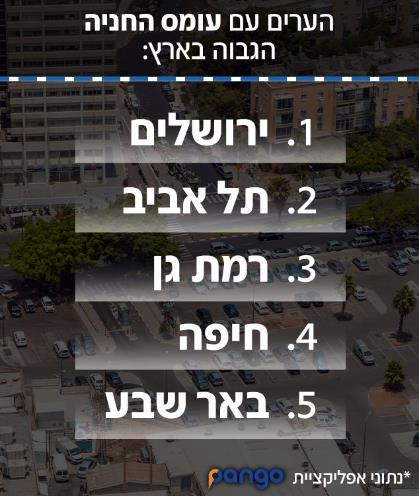 הערים עם עומס החניה
הגבוה בארץ:
1. ירושלים
2. תל אביב
3. רמת גן
4. חיפה
5. באר שבע
*נתוני אפליקציית pango